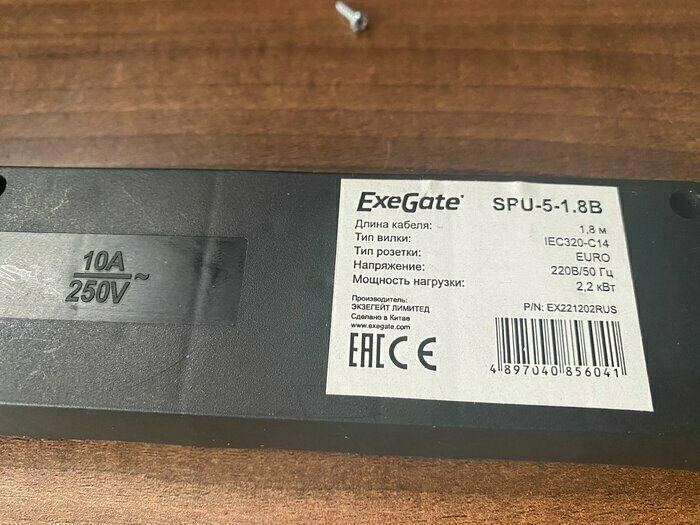 10A
250V~
ExeGate® SPU-5-1.8B
Длина кабеля: 1,8 м
Тип вилки: IEC320-C14
Тип розетки: EURO
Напряжение: 220В/50 Гц
Мощность нагрузки: 2,2 кВт
P/N: EX221202RUS
Производитель:
ЭКЗЕГЕЙТ ЛИМИТЕД
Сделано в Китае
www.exegate.com
EAC CE
4 897040 856041